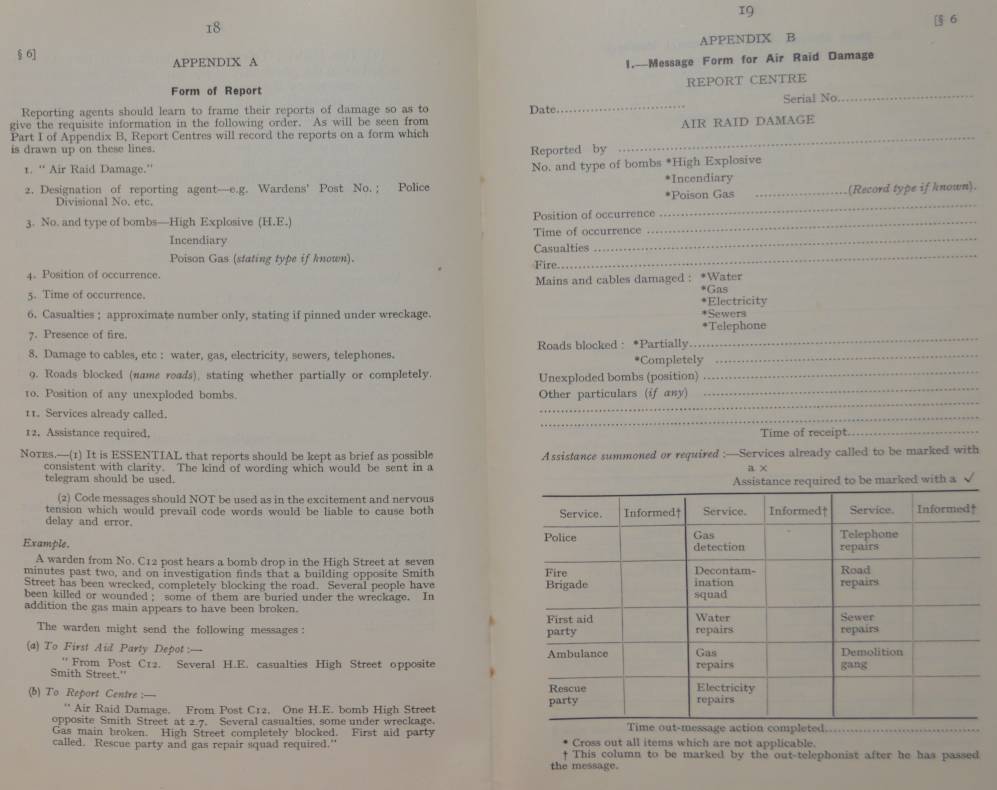 18
§ 6]
APPENDIX A
Form of Report
Reporting agents should learn to frame their reports of damage so as to
give the requisite information in the following order. As will be seen from
Part I of Appendix B, Report Centres will record the reports on a form which
is drawn up on these lines.
1. “ Air Raid Damage.”
2. Designation of reporting agent—e.g. Wardens' Post No. ; Police
Divisional No. etc.
3. No. and type of bombs—High Explosive (H.E.)
Incendiary
Poison Gas (stating type if known).
4. Position of occurrence.
5. Time of occurrence.
6. Casualties ; approximate number only, stating if pinned under wreckage.
7. Presence of fire.
8. Damage to cables, etc : water, gas, electricity, sewers, telephones.
9. Roads blocked (name roads), stating whether partially or completely.
10. Position of any unexploded bombs.
11. Services already called.
12. Assistance required.
NOTES.—(1) It is ESSENTIAL that reports should be kept as brief as possible
consistent with clarity. The kind of wording which would be sent in a
telegram should be used.
(2) Code messages should NOT be used as in the excitement and nervous
tension which would prevail code words would be liable to cause both
delay and error.
Example.
A warden from No. C12 post hears a bomb drop in the High Street at seven
minutes past two, and on investigation finds that a building opposite Smith
Street has been wrecked, completely blocking the road. Several people have
been killed or wounded ; some of them are buried under the wreckage. In
addition the gas main appears to have been broken.
The warden might send the following messages :
(a) To First Aid Party Depot :—
“ From Post C12. Several H.E. casualties High Street opposite
Smith Street.”
(b) To Report Centre :—
“ Air Raid Damage. From Post C12. One H.E. bomb High Street
opposite Smith Street at 2.7. Several casualties, some under wreckage.
Gas main broken. High Street completely blocked. First aid party
called. Rescue party and gas repair squad required.”
19
[§ 6
APPENDIX B
1.—Message Form for Air Raid Damage
REPORT CENTRE
Date.............................. Serial No..............................
AIR RAID DAMAGE
Reported by ..............................
No. and type of bombs *High Explosive
*Incendiary
*Poison Gas ....................(Record type if known).
Position of occurrence ..............................
Time of occurrence ..............................
Casualties ..............................
Fire..............................
Mains and cables damaged : *Water
*Gas
*Electricity
*Sewers
*Telephone
Roads blocked : *Partially..............................
*Completely ..............................
Unexploded bombs (position) ..............................
Other particulars (if any) ..............................
Time of receipt..............................
Assistance summoned or required :—Services already called to be marked with
a ×
Assistance required to be marked with a ✓
Service. Informed† Service. Informed† Service. Informed†
Police Gas Telephone
detection repairs
Fire Decontam- Road
Brigade ination repairs
squad
First aid Water Sewer
party repairs repairs
Ambulance Gas Demolition
repairs gang
Rescue Electricity
party repairs
Time out-message action completed..............................
* Cross out all items which are not applicable.
† This column to be marked by the out-telephonist after he has passed
the message.